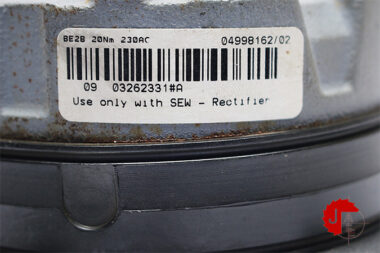 BE2B 20Nm 230AC 04998162/02
09 03262331#A
Use only with SEW - Rectifier